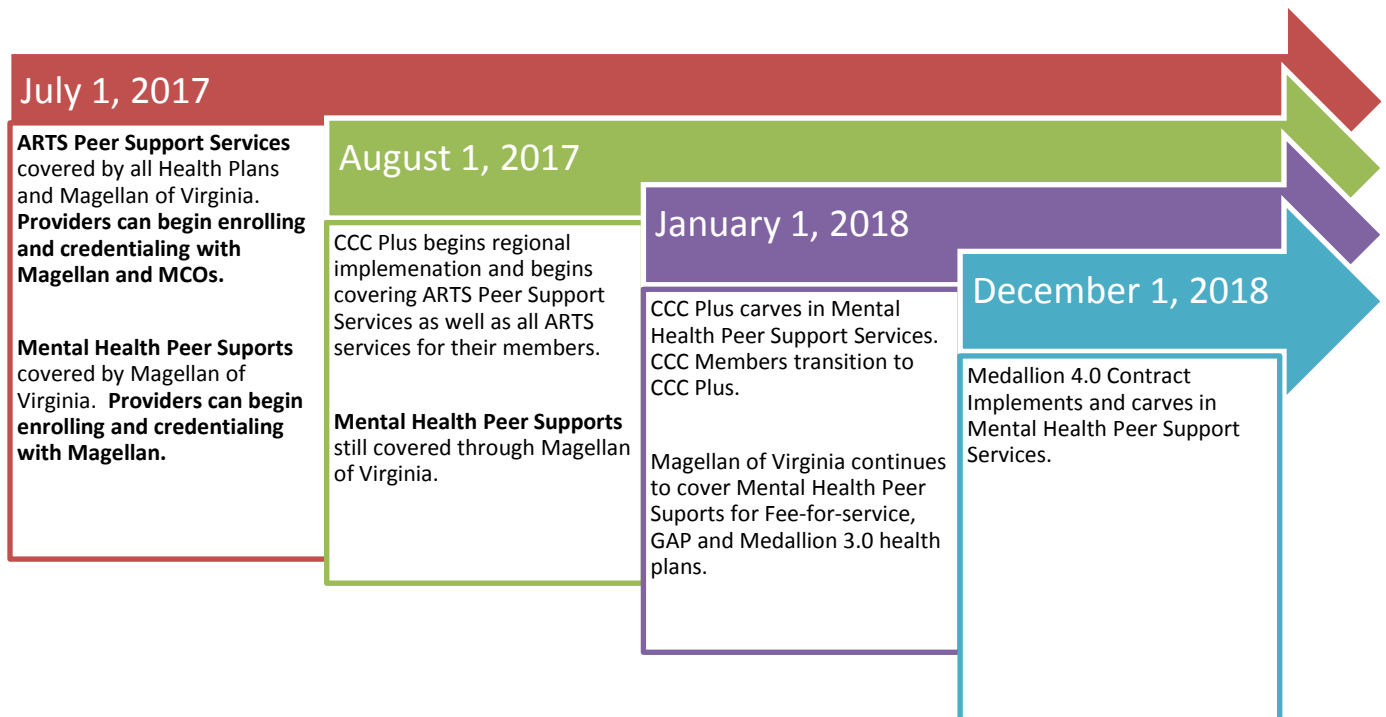 July 1, 2017
ARTS Peer Support Services
covered by all Health Plans
and Magellan of Virginia.
Providers can begin enrolling
and credentialing with
Magellan and MCOs.
Mental Health Peer Suports
covered by Magellan of
Virginia.  Providers can begin
enrolling and credentialing
with Magellan.
August 1, 2017
CCC Plus begins regional
implemenation and begins
covering ARTS Peer Support
Services as well as all ARTS
services for their members.
Mental Health Peer Supports
still covered through Magellan
of Virginia.
January 1, 2018
CCC Plus carves in Mental
Health Peer Support Services.
CCC Members transition to
CCC Plus.
Magellan of Virginia continues
to cover Mental Health Peer
Suports for Fee-for-service,
GAP and Medallion 3.0 health
plans.
December 1, 2018
Medallion 4.0 Contract
Implements and carves in
Mental Health Peer Support
Services.